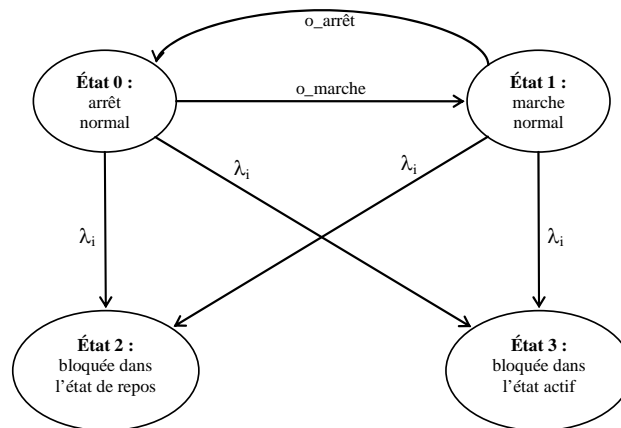 o_arrêt
État 0 :
arrêt
normal
o_marche
État 1 :
marche
normal
λi
λi
λi
λi
État 2 :
bloquée dans
l'état de repos
État 3 :
bloquée dans
l'état actif